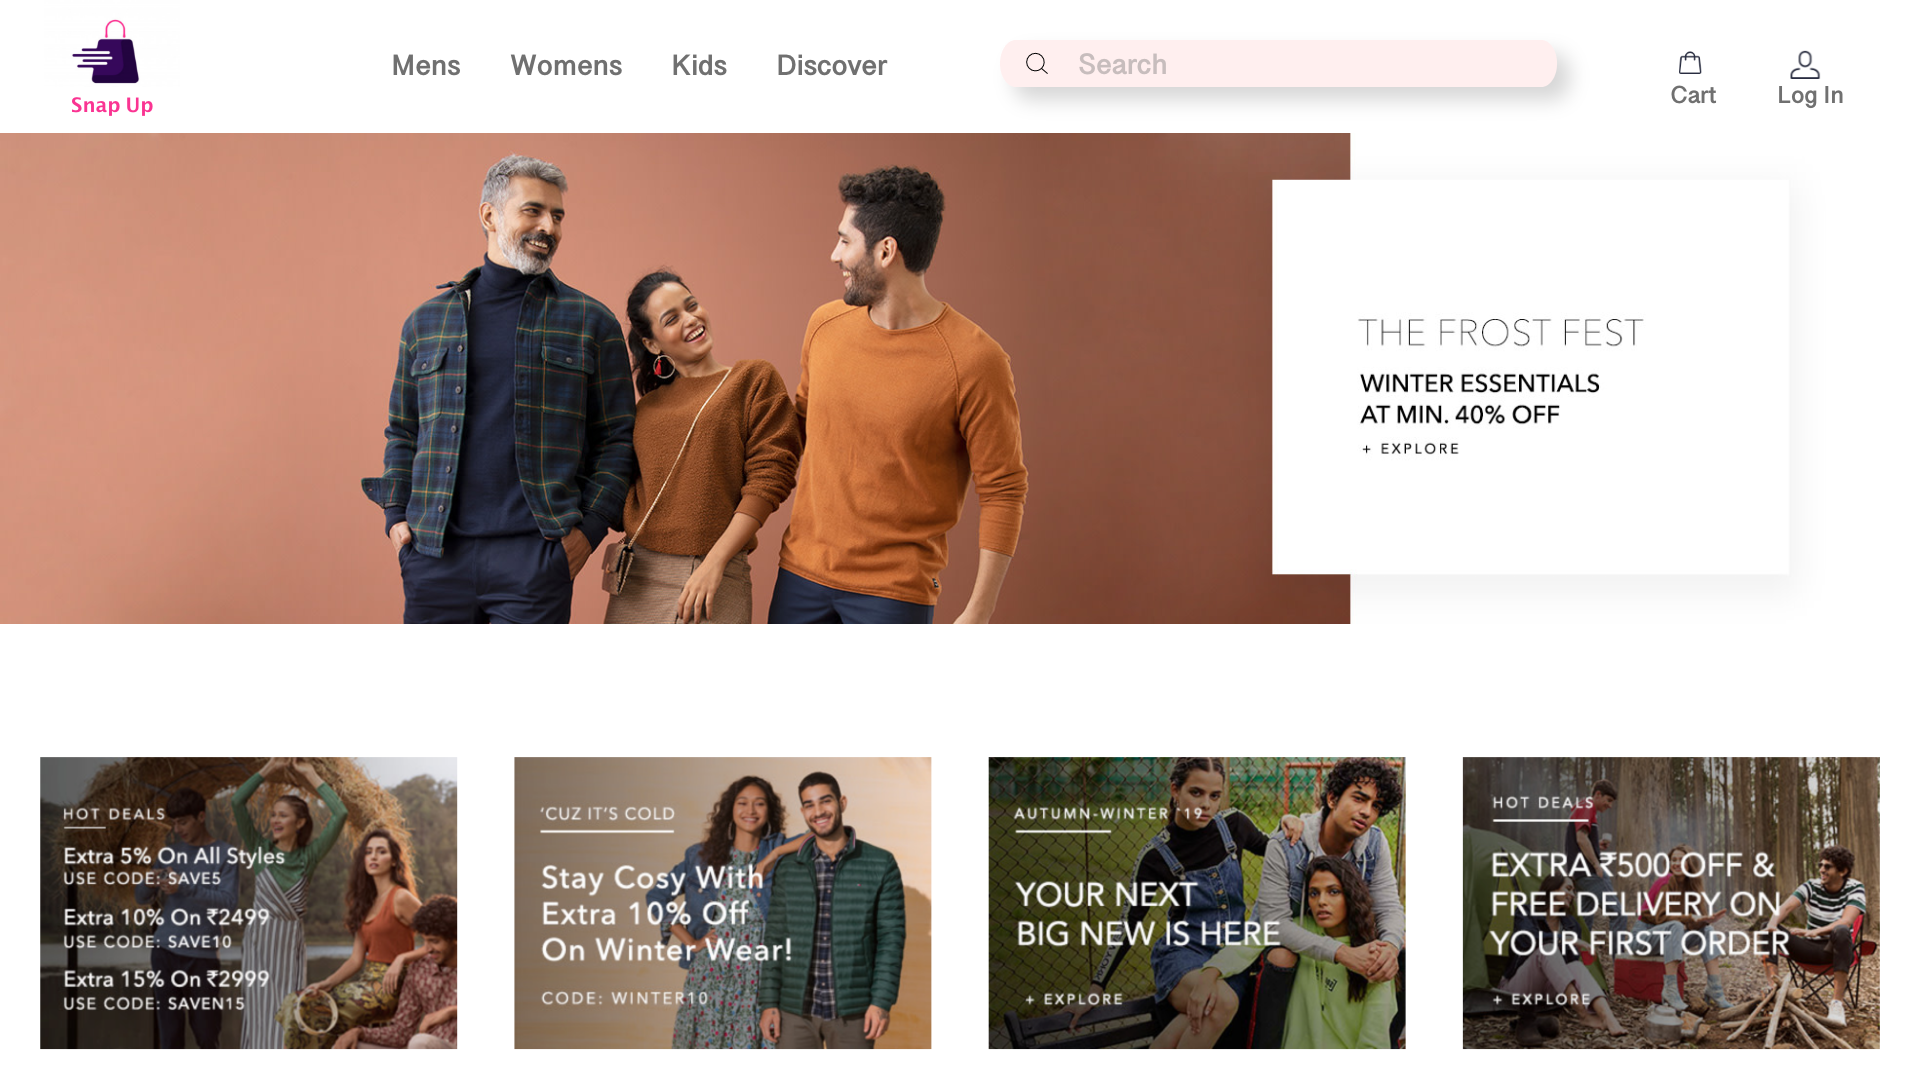 Snap Up
Mens
Womens
Kids
Discover
Search
Cart
Log In
THE FROST FEST
WINTER ESSENTIALS
AT MIN. 40% OFF
+ EXPLORE
HOT DEALS
Extra 5% On All Styles
USE CODE: SAVE5
Extra 10% On ₹2499
USE CODE: SAVE10
Extra 15% On ₹2999
USE CODE: SAVEN15
'CUZ IT'S COLD
Stay Cosy With
Extra 10% Off
On Winter Wear!
CODE: WINTER10
AUTUMN-WINTER '19
YOUR NEXT
BIG NEW IS HERE
+ EXPLORE
HOT DEALS
EXTRA ₹500 OFF &
FREE DELIVERY ON
YOUR FIRST ORDER
+ EXPLORE